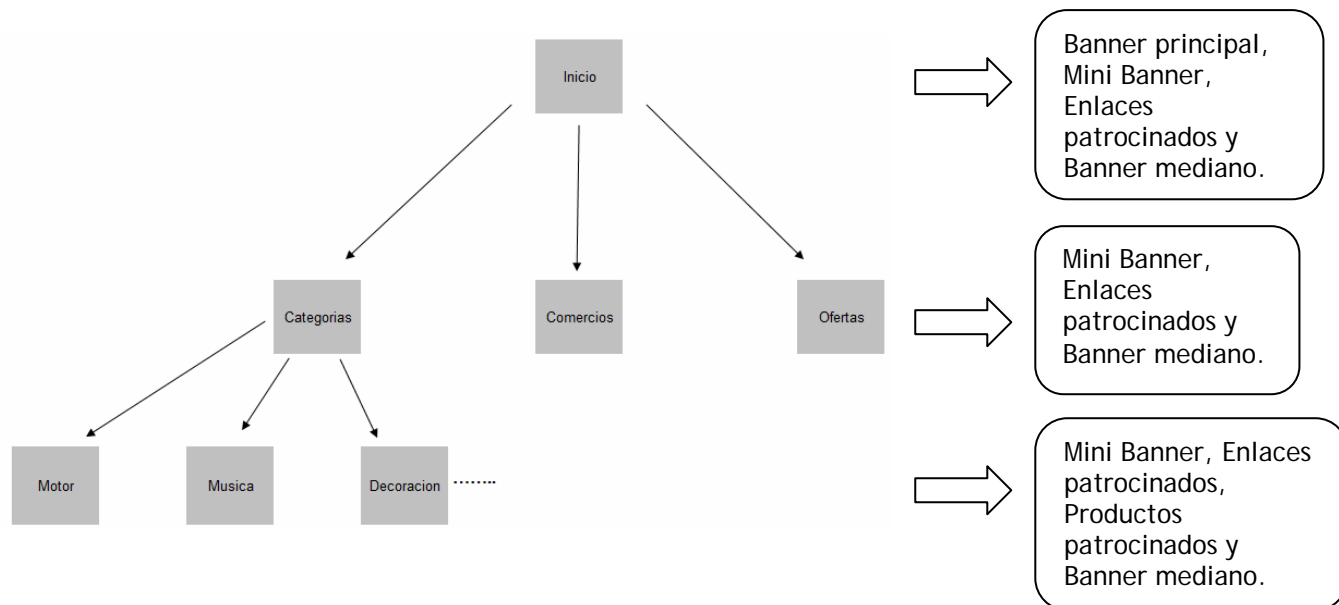 Inicio
Banner principal,
Mini Banner,
Enlaces
patrocinados y
Banner mediano.
Categorias
Comercios
Ofertas
Mini Banner,
Enlaces
patrocinados y
Banner mediano.
Motor
Musica
Decoracion ........
Mini Banner, Enlaces
patrocinados,
Productos
patrocinados y
Banner mediano.